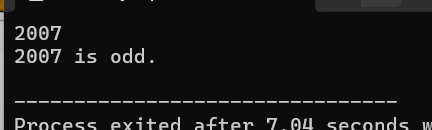 2007
2007 is odd.
--------------------------------
Process exited after 7.04 seconds w